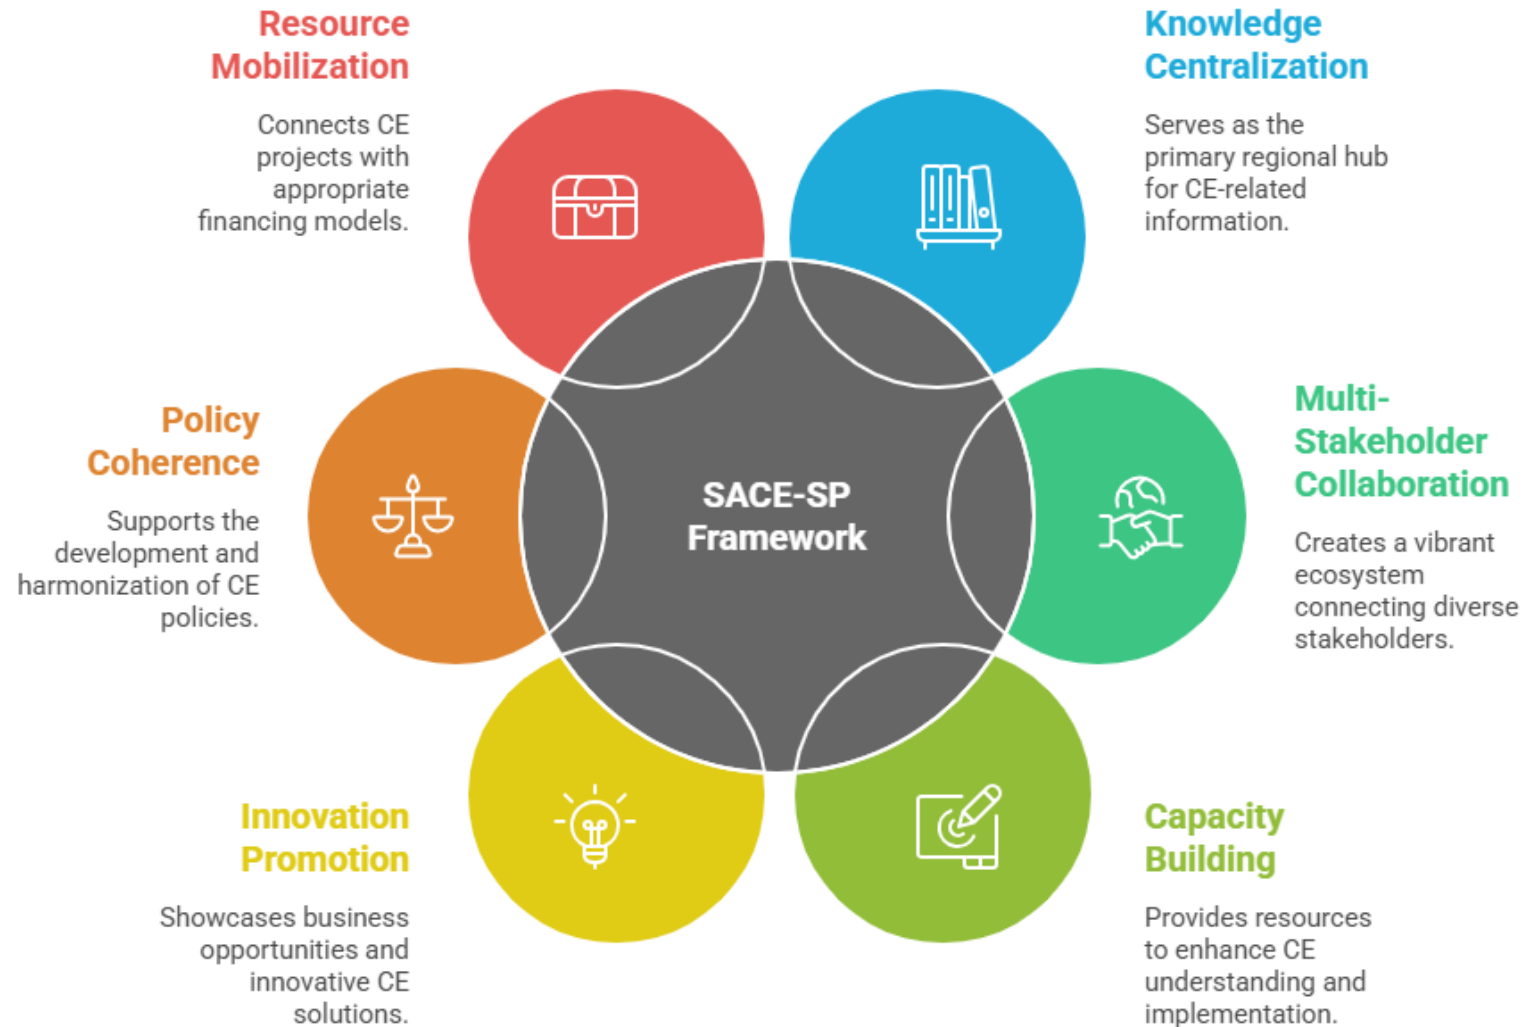 Resource
Mobilization
Connects CE
projects with
appropriate
financing models.
Knowledge
Centralization
Serves as the
primary regional hub
for CE-related
information.
Policy
Coherence
Supports the
development and
harmonization of CE
policies.
SACE-SP
Framework
Multi-
Stakeholder
Collaboration
Creates a vibrant
ecosystem
connecting diverse
stakeholders.
Innovation
Promotion
Showcases business
opportunities and
innovative CE
solutions.
Capacity
Building
Provides resources
to enhance CE
understanding and
implementation.